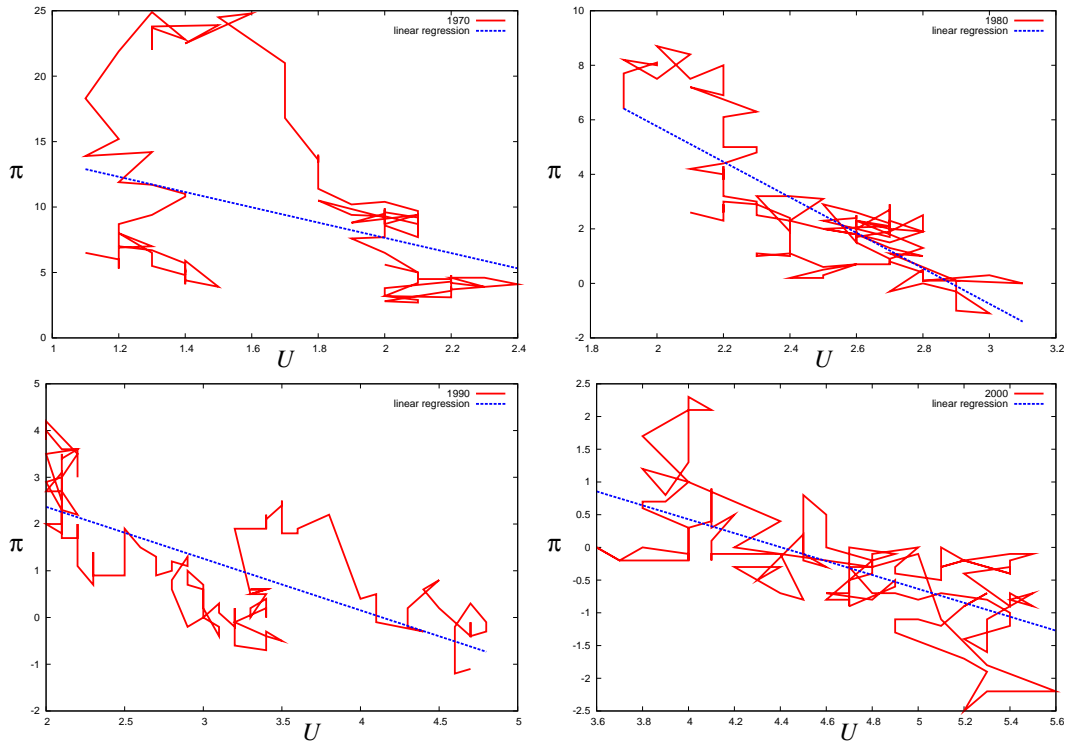 25
20
15
10
5
0
π
1970
linear regression
1 1.2 1.4 1.6 1.8 2 2.2 2.4
U
10
8
6
4
2
0
-2
π
1980
linear regression
1.8 2 2.2 2.4 2.6 2.8 3 3.2
U
5
4
3
2
1
0
-1
-2
π
1990
linear regression
2 2.5 3 3.5 4 4.5 5
U
2.5
2
1.5
1
0.5
0
-0.5
-1
-1.5
-2
-2.5
π
2000
linear regression
3.6 3.8 4 4.2 4.4 4.6 4.8 5 5.2 5.4 5.6
U